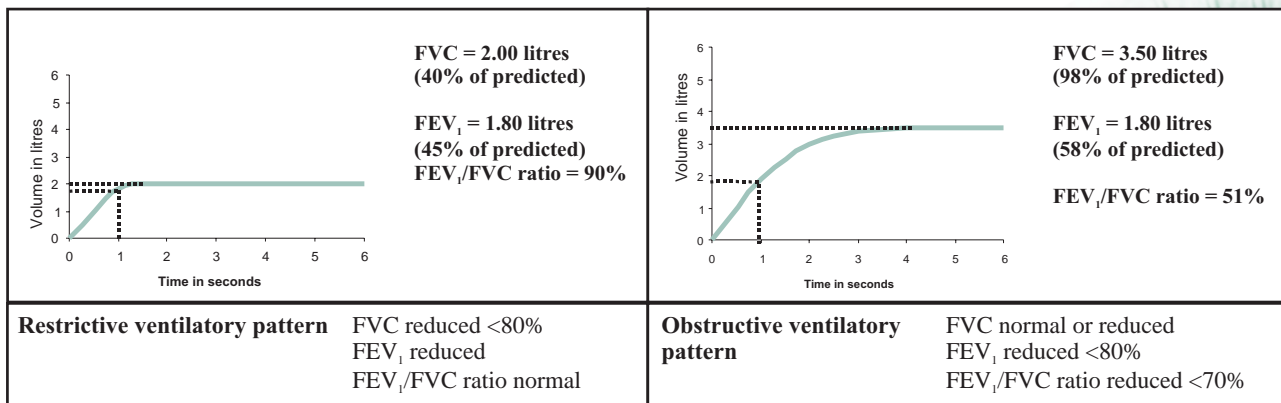 FVC = 2.00 litres
(40% of predicted)
FEV₁ = 1.80 litres
(45% of predicted)
FEV₁/FVC ratio = 90%
Volume in litres
6
5
4
3
2
1
0
0 1 2 3 4 5 6
Time in seconds
FVC = 3.50 litres
(98% of predicted)
FEV₁ = 1.80 litres
(58% of predicted)
FEV₁/FVC ratio = 51%
Volume in litres
6
5
4
3
2
1
0
0 1 2 3 4 5 6
Time in seconds
Restrictive ventilatory pattern
FVC reduced <80%
FEV₁ reduced
FEV₁/FVC ratio normal
Obstructive ventilatory
pattern
FVC normal or reduced
FEV₁ reduced <80%
FEV₁/FVC ratio reduced <70%